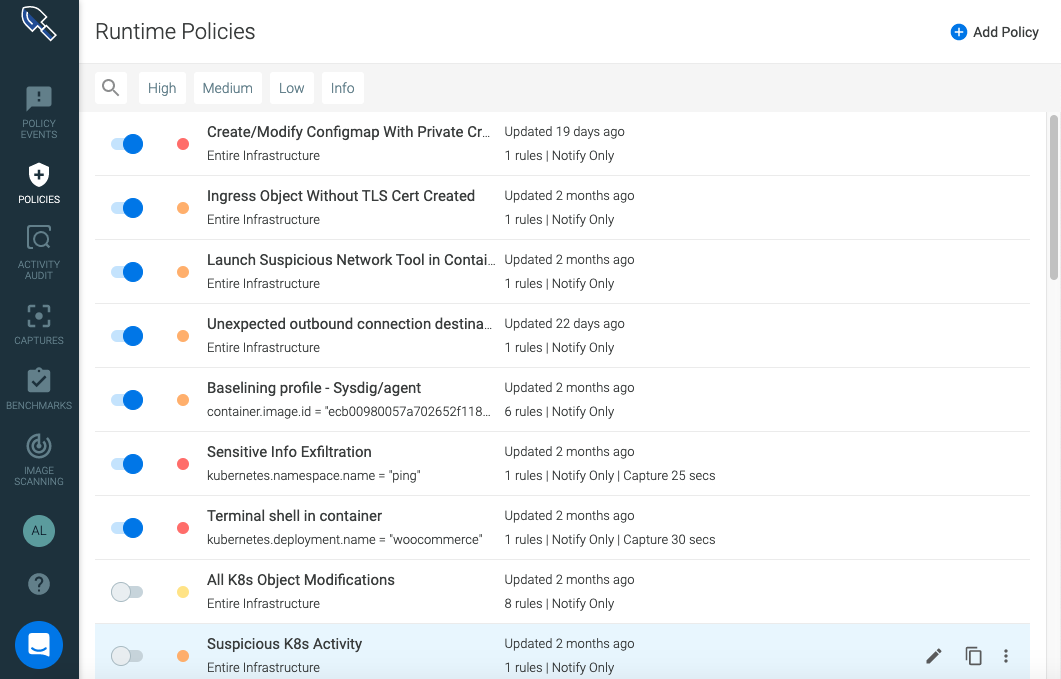 Runtime Policies
Add Policy
High
Medium
Low
Info
POLICY
EVENTS
POLICIES
ACTIVITY
AUDIT
CAPTURES
BENCHMARKS
IMAGE
SCANNING
AL
Create/Modify Configmap With Private Cr...
Updated 19 days ago
Entire Infrastructure
1 rules | Notify Only
Ingress Object Without TLS Cert Created
Updated 2 months ago
Entire Infrastructure
1 rules | Notify Only
Launch Suspicious Network Tool in Contai...
Updated 2 months ago
Entire Infrastructure
1 rules | Notify Only
Unexpected outbound connection destina...
Updated 22 days ago
Entire Infrastructure
1 rules | Notify Only
Baselining profile - Sysdig/agent
Updated 2 months ago
container.image.id = "ecb00980057a702652f118...
6 rules | Notify Only
Sensitive Info Exfiltration
Updated 2 months ago
kubernetes.namespace.name = "ping"
1 rules | Notify Only | Capture 25 secs
Terminal shell in container
Updated 2 months ago
kubernetes.deployment.name = "woocommerce"
1 rules | Notify Only | Capture 30 secs
All K8s Object Modifications
Updated 2 months ago
Entire Infrastructure
8 rules | Notify Only
Suspicious K8s Activity
Updated 2 months ago
Entire Infrastructure
1 rules | Notify Only